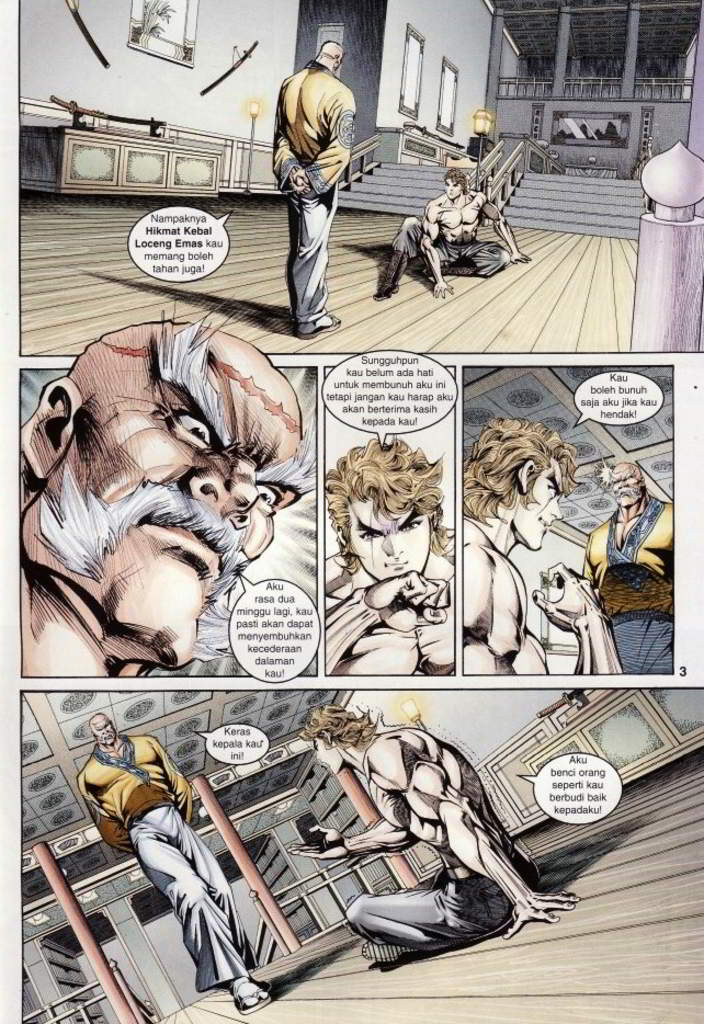 Nampaknya
Hikmat Kebal
Loceng Emas kau
memang boleh
tahan juga!
Aku
rasa dua
minggu lagi, kau
pasti akan dapat
menyembuhkan
kecederaan
dalaman
kau!
Sungguhpun
kau belum ada hati
untuk membunuh aku ini
tetapi jangan kau harap aku
akan berterima kasih
kepada kau!
Kau
boleh bunuh
saja aku jika kau
hendak!
3
Keras
kepala kau
ini!
Aku
benci orang
seperti kau
berbudi baik
kepadaku!